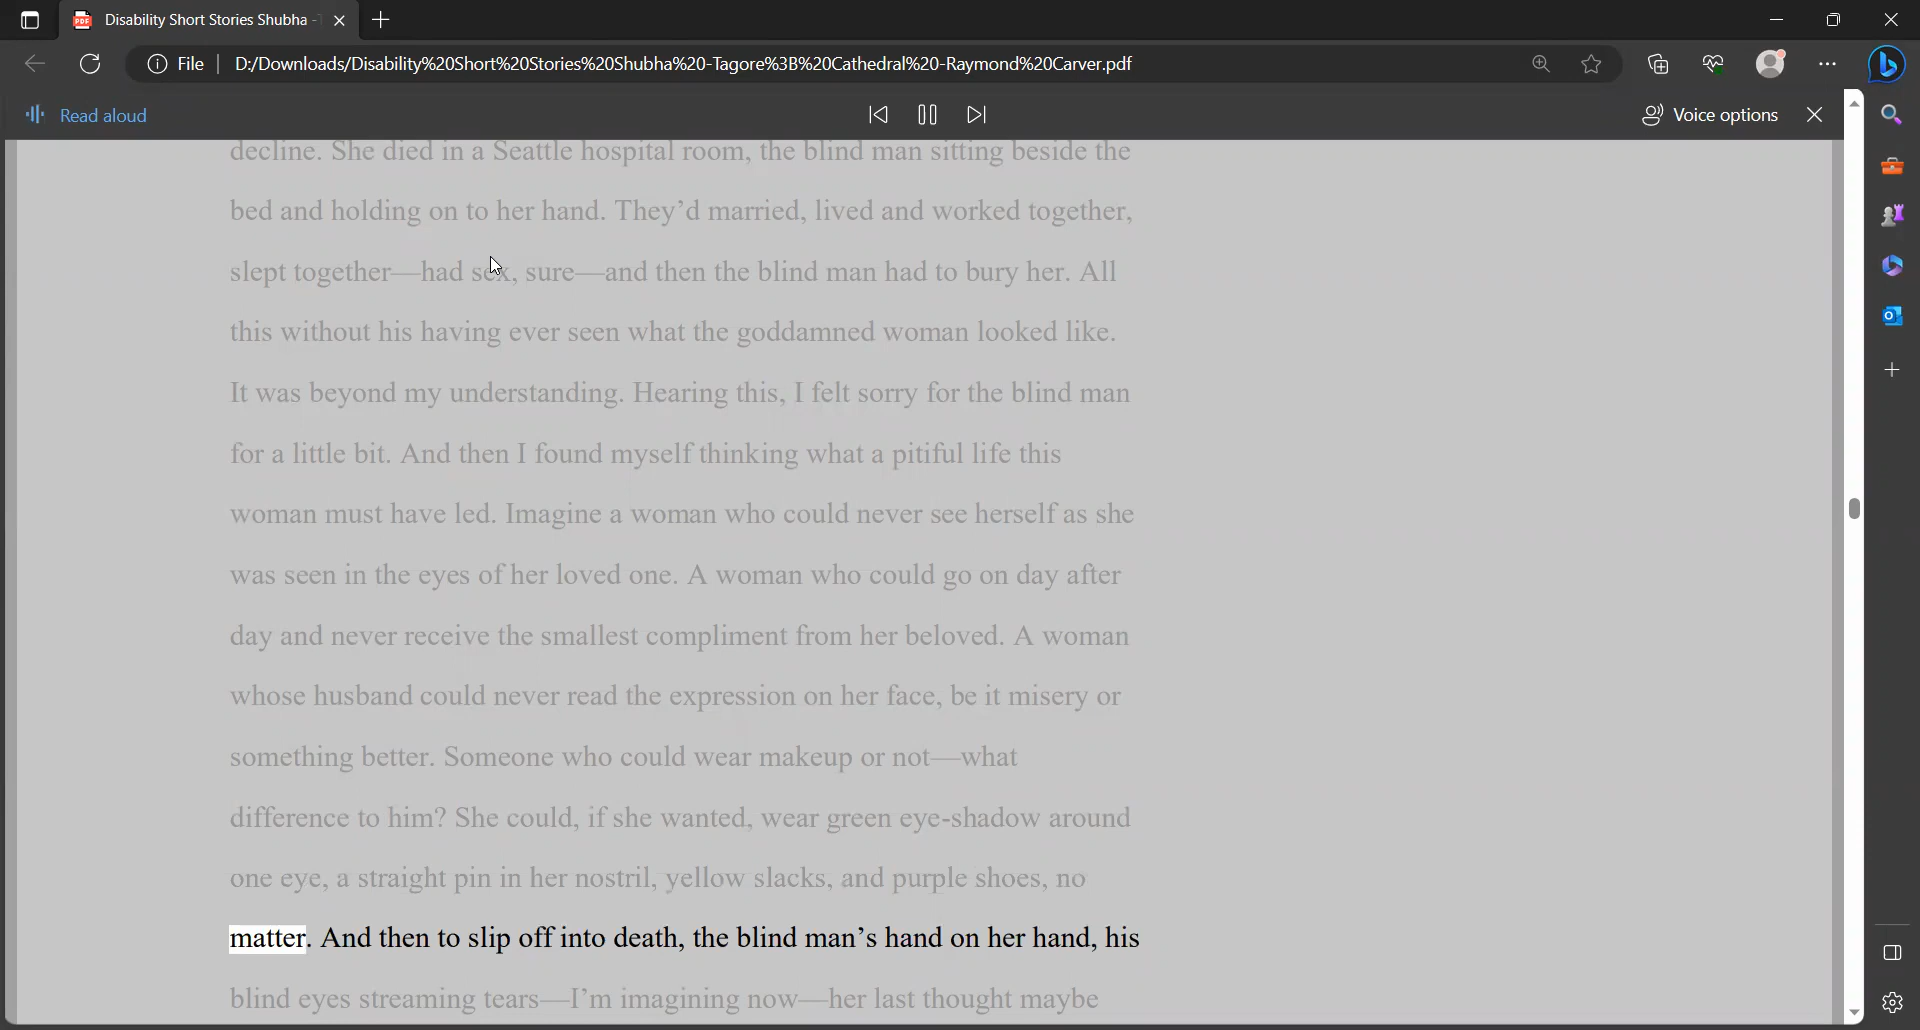 Disability Short Stories Shubha -
File
D:/Downloads/Disability%20Short%20Stories%20Shubha%20-Tagore%3B%20Cathedral%20-Raymond%20Carver.pdf
Read aloud
Voice options
decline. She died in a Seattle hospital room, the blind man sitting beside the
bed and holding on to her hand. They’d married, lived and worked together,
slept together—had sex, sure—and then the blind man had to bury her. All
this without his having ever seen what the goddamned woman looked like.
It was beyond my understanding. Hearing this, I felt sorry for the blind man
for a little bit. And then I found myself thinking what a pitiful life this
woman must have led. Imagine a woman who could never see herself as she
was seen in the eyes of her loved one. A woman who could go on day after
day and never receive the smallest compliment from her beloved. A woman
whose husband could never read the expression on her face, be it misery or
something better. Someone who could wear makeup or not—what
difference to him? She could, if she wanted, wear green eye-shadow around
one eye, a straight pin in her nostril, yellow slacks, and purple shoes, no
matter. And then to slip off into death, the blind man’s hand on her hand, his
blind eyes streaming tears—I’m imagining now—her last thought maybe